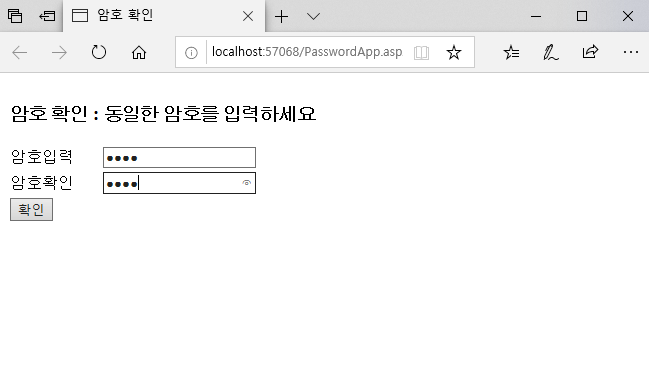 암호 확인
localhost:57068/PasswordApp.asp
암호 확인 : 동일한 암호를 입력하세요
암호입력 ●●●●
암호확인 ●●●●
확인